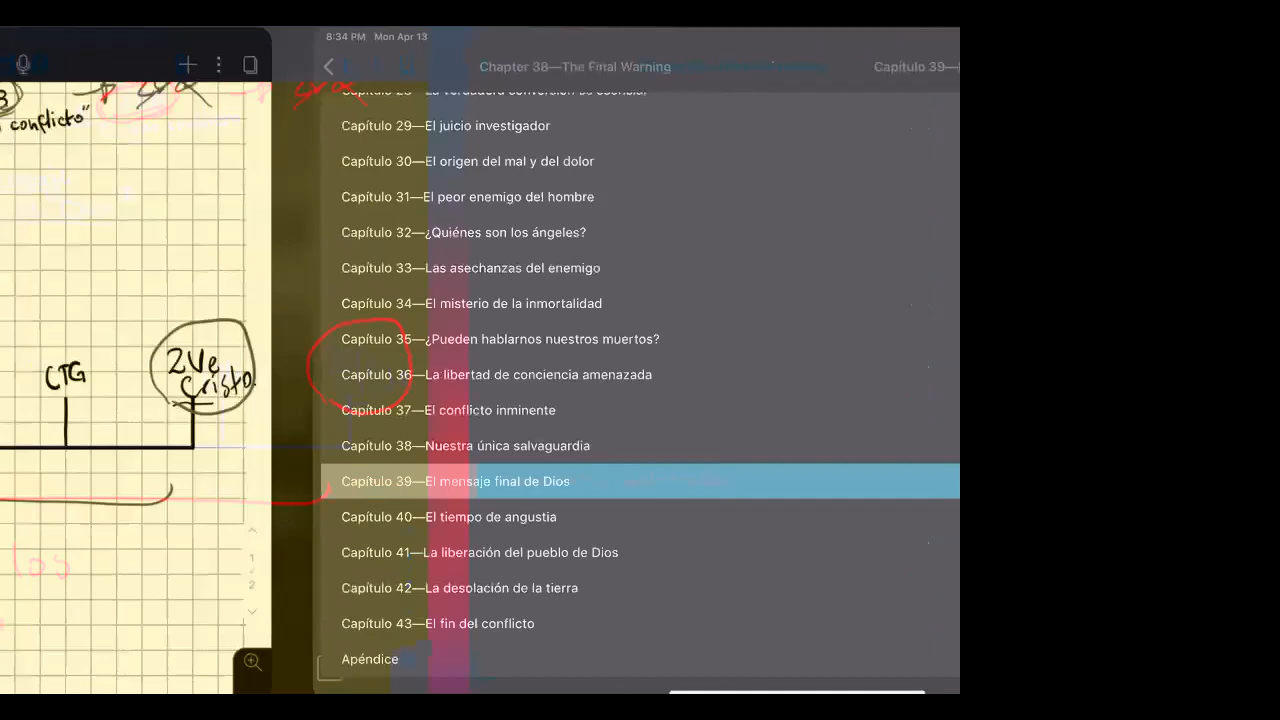 8:34 PM Mon Apr 13
Chapter 38—The Final Warning
Capítulo 39—
conflicto"
Capítulo 29—El juicio investigador
Capítulo 30—El origen del mal y del dolor
Capítulo 31—El peor enemigo del hombre
Capítulo 32—¿Quiénes son los ángeles?
Capítulo 33—Las asechanzas del enemigo
Capítulo 34—El misterio de la inmortalidad
Capítulo 35—¿Pueden hablarnos nuestros muertos?
Capítulo 36—La libertad de conciencia amenazada
Capítulo 37—El conflicto inminente
Capítulo 38—Nuestra única salvaguardia
Capítulo 39—El mensaje final de Dios
Capítulo 40—El tiempo de angustia
Capítulo 41—La liberación del pueblo de Dios
Capítulo 42—La desolación de la tierra
Capítulo 43—El fin del conflicto
Apéndice
CTG
2Ve
Cristo
los
1
2